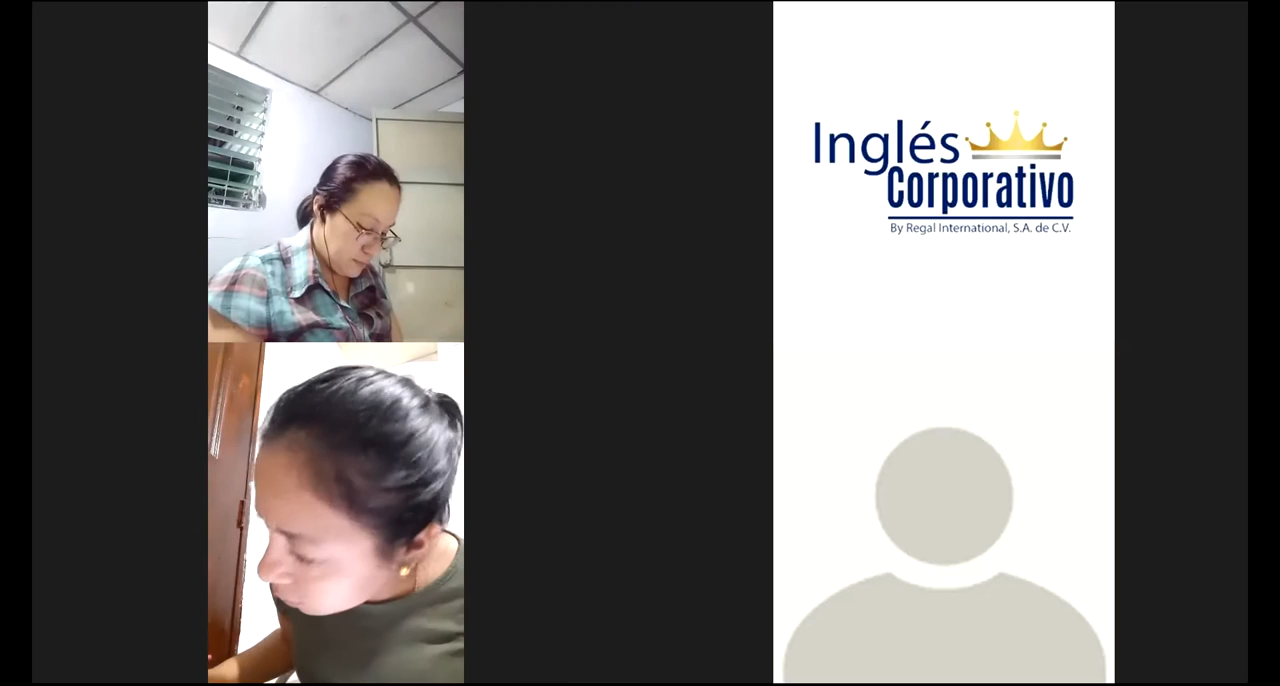 Inglés
Corporativo
By Regal International, S.A. de C.V.